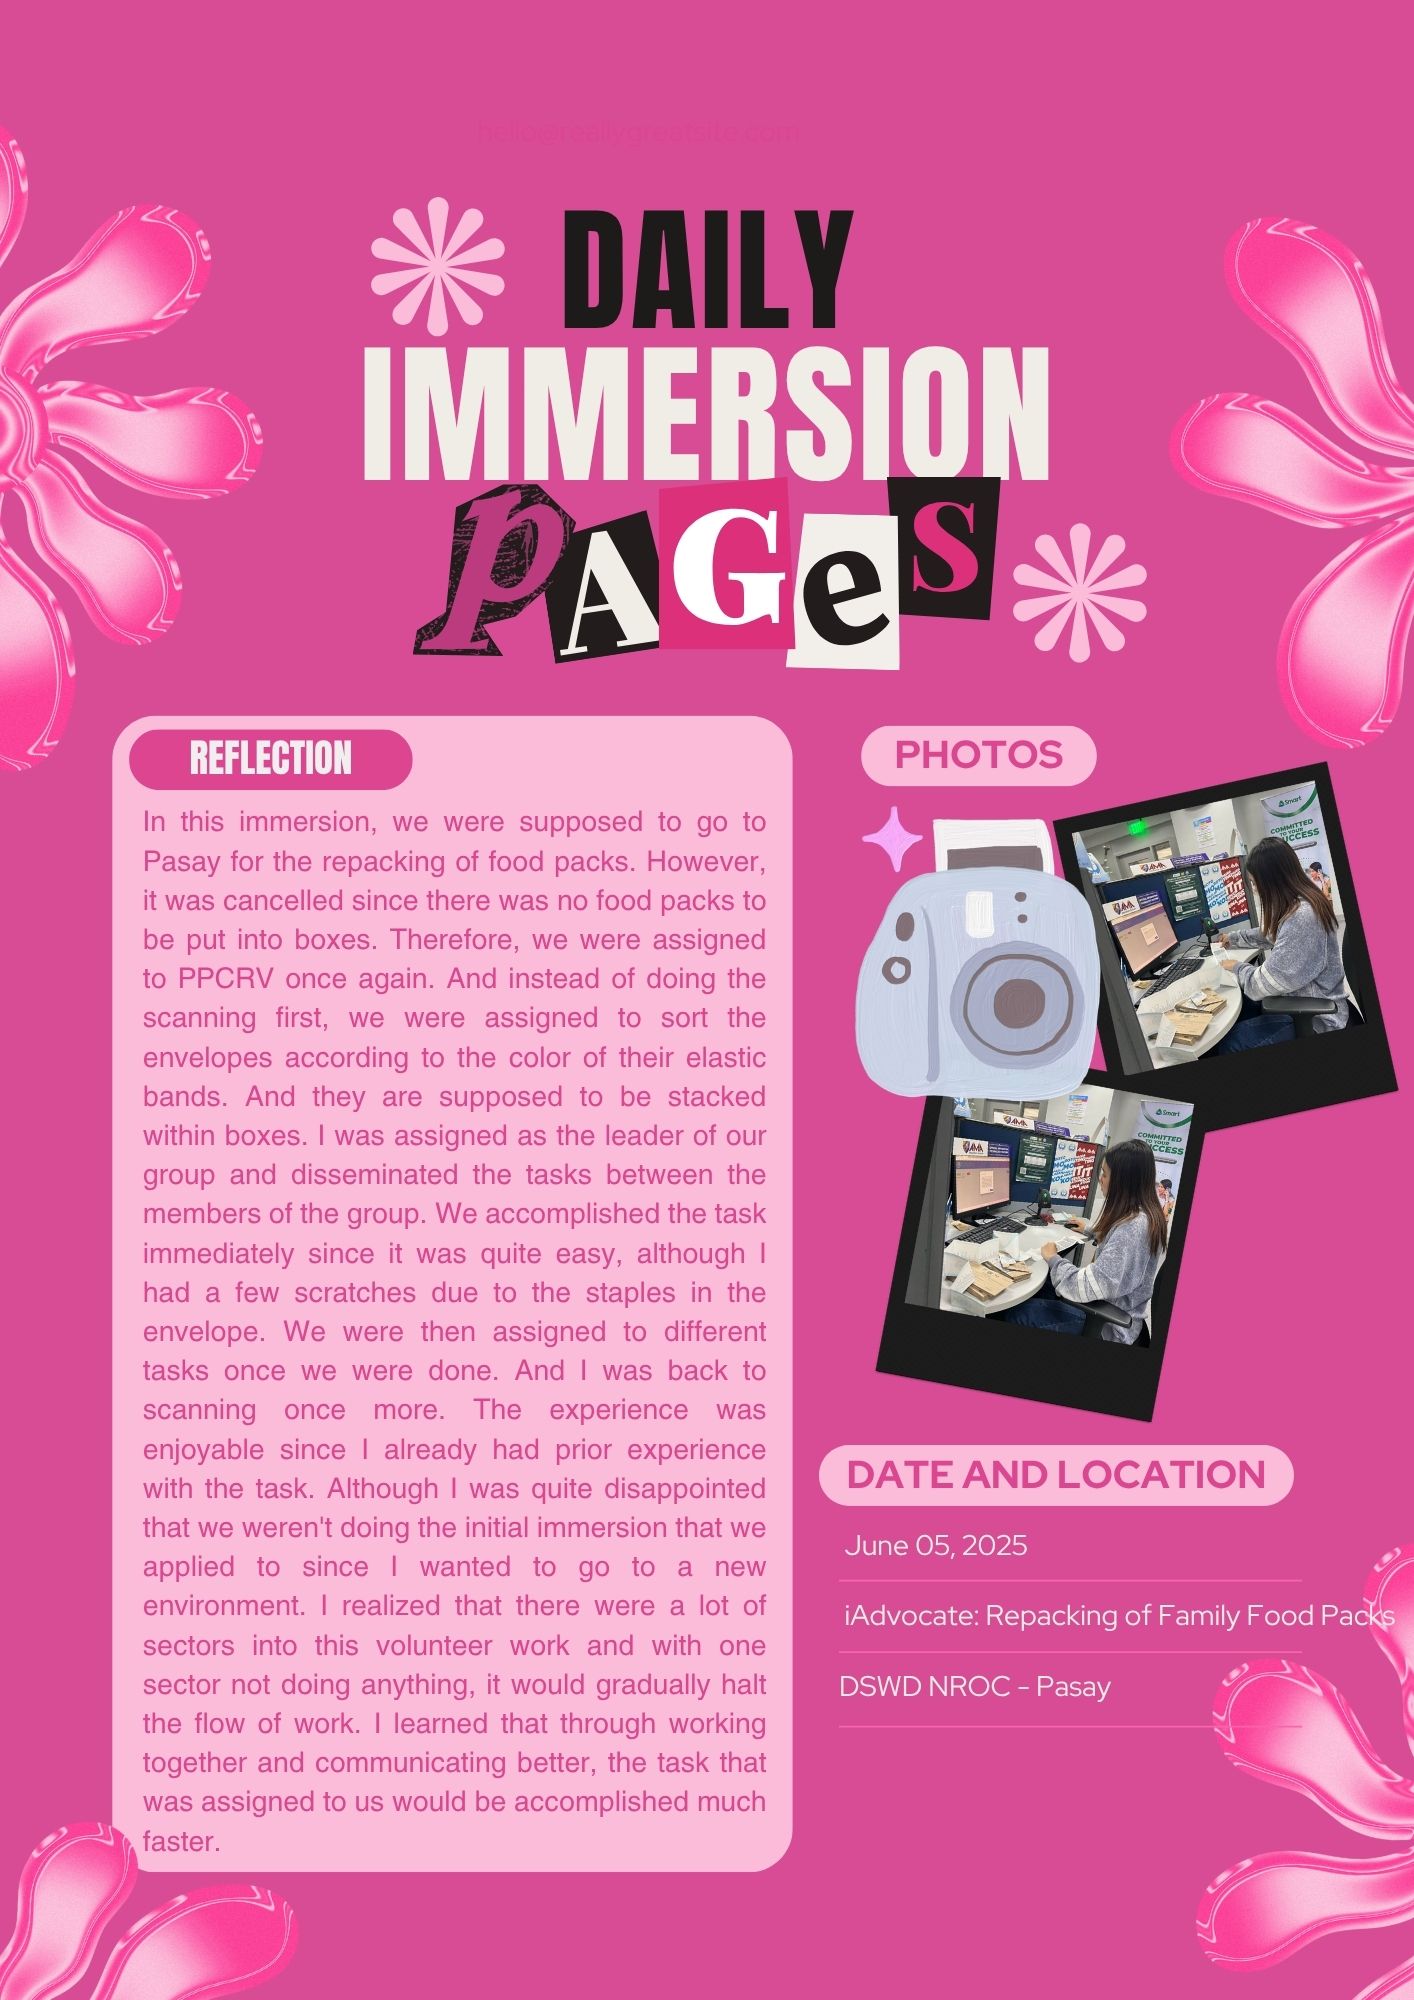 hello@reallygreatsite.com
DAILY
IMMERSION
PAGeS
REFLECTION
In this immersion, we were supposed to go to
Pasay for the repacking of food packs. However,
it was cancelled since there was no food packs to
be put into boxes. Therefore, we were assigned
to PPCRV once again. And instead of doing the
scanning first, we were assigned to sort the
envelopes according to the color of their elastic
bands. And they are supposed to be stacked
within boxes. I was assigned as the leader of our
group and disseminated the tasks between the
members of the group. We accomplished the task
immediately since it was quite easy, although I
had a few scratches due to the staples in the
envelope. We were then assigned to different
tasks once we were done. And I was back to
scanning once more. The experience was
enjoyable since I already had prior experience
with the task. Although I was quite disappointed
that we weren't doing the initial immersion that we
applied to since I wanted to go to a new
environment. I realized that there were a lot of
sectors into this volunteer work and with one
sector not doing anything, it would gradually halt
the flow of work. I learned that through working
together and communicating better, the task that
was assigned to us would be accomplished much
faster.
PHOTOS
Smart
COMMITTED
TO YOUR
SUCCESS
AMA
Smart
COMMITTED
TO YOUR
SUCCESS
AMA
DATE AND LOCATION
June 05, 2025
iAdvocate: Repacking of Family Food Packs
DSWD NROC - Pasay